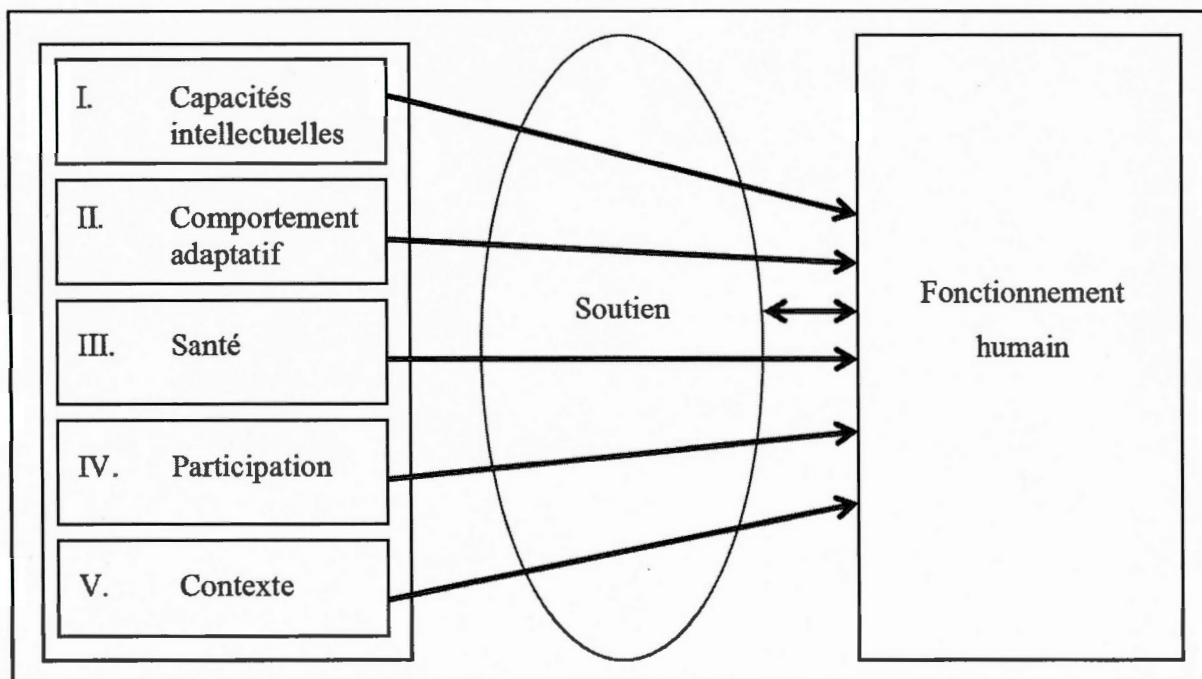 I. Capacités
intellectuelles
II. Comportement
adaptatif
III. Santé
IV. Participation
V. Contexte
Soutien
Fonctionnement
humain